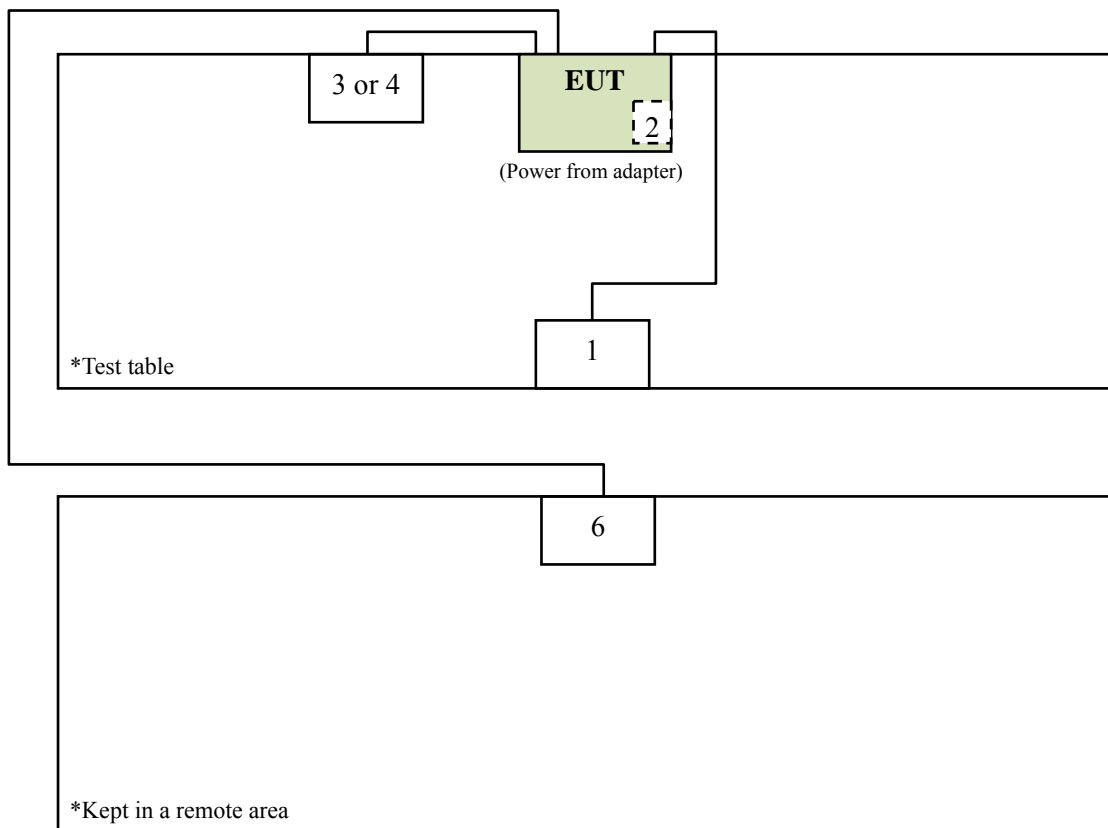 3 or 4
EUT
2
(Power from adapter)
1
*Test table
6
*Kept in a remote area